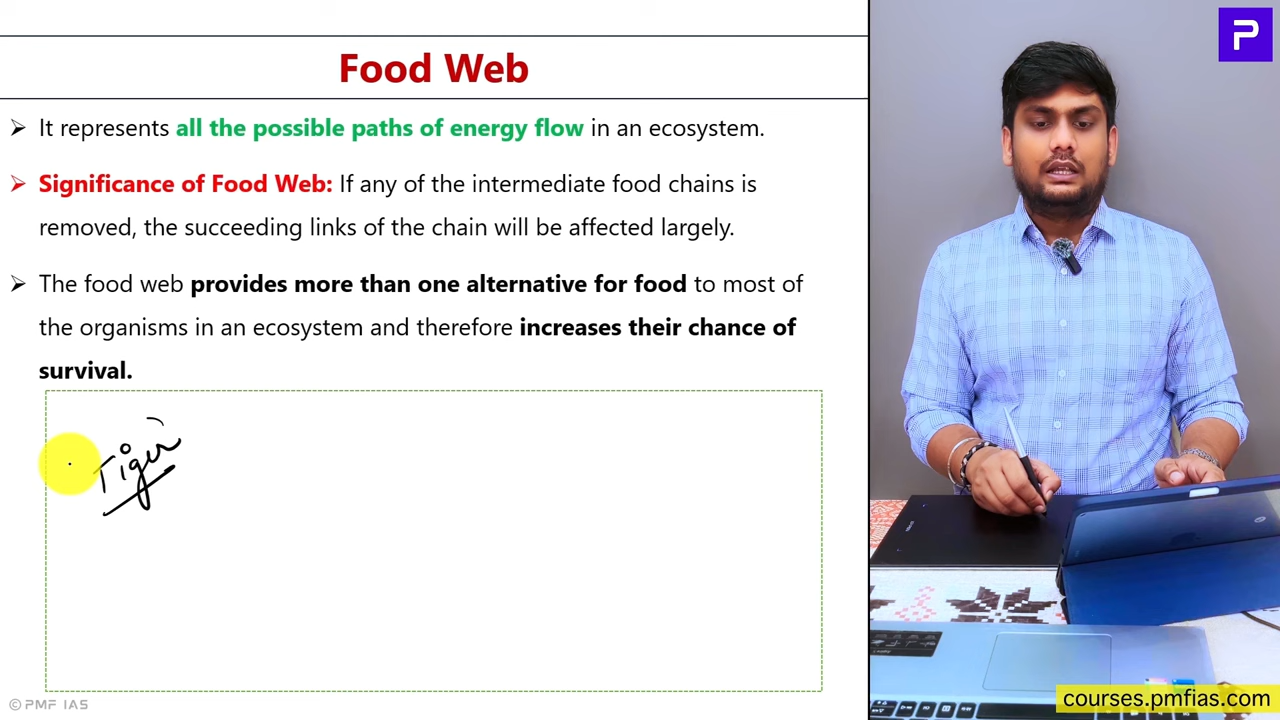 Food Web
➢ It represents all the possible paths of energy flow in an ecosystem.
➢ Significance of Food Web: If any of the intermediate food chains is
removed, the succeeding links of the chain will be affected largely.
➢ The food web provides more than one alternative for food to most of
the organisms in an ecosystem and therefore increases their chance of
survival.
Tiger
© PMF IAS
P
courses.pmfias.com